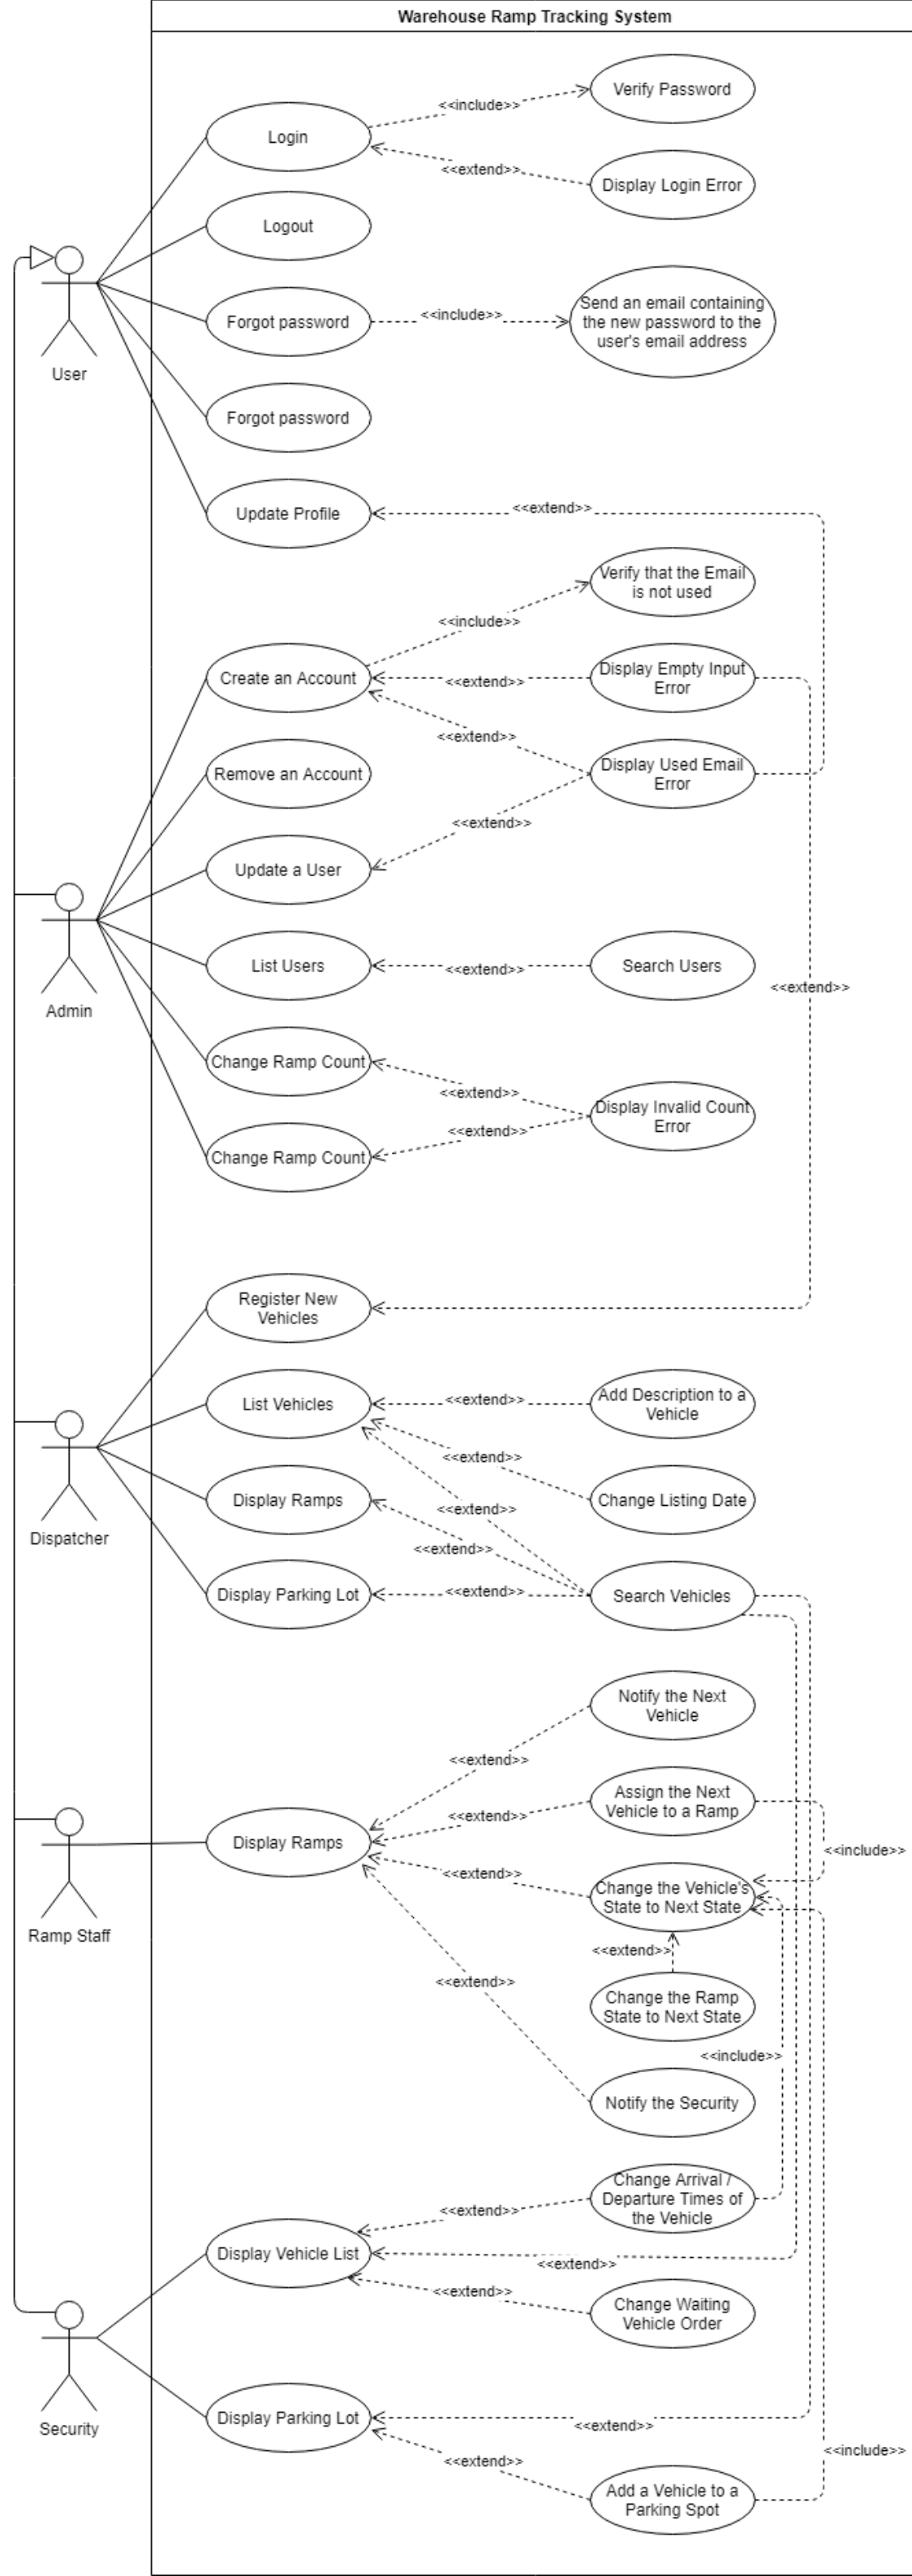 Warehouse Ramp Tracking System
Verify Password
<<include>>
Login
<<extend>>
Display Login Error
Logout
Send an email containing
the new password to the
user's email address
<<include>>
Forgot password
User
Forgot password
<<extend>>
Update Profile
Verify that the Email
is not used
<<include>>
Create an Account
<<extend>>
Display Empty Input
Error
<<extend>>
Display Used Email
Error
Remove an Account
<<extend>>
Update a User
List Users
<<extend>>
Search Users
<<extend>>
Admin
Change Ramp Count
<<extend>>
Display Invalid Count
Error
<<extend>>
Change Ramp Count
Register New
Vehicles
List Vehicles
<<extend>>
Add Description to a
Vehicle
<<extend>>
Change Listing Date
Display Ramps
<<extend>>
<<extend>>
Dispatcher
Display Parking Lot
<<extend>>
Search Vehicles
Notify the Next
Vehicle
<<extend>>
Assign the Next
Vehicle to a Ramp
<<extend>>
Display Ramps
<<include>>
<<extend>>
Change the Vehicle's
State to Next State
Ramp Staff
<<extend>>
<<extend>>
Change the Ramp
State to Next State
<<include>>
Notify the Security
Change Arrival /
Departure Times of
the Vehicle
<<extend>>
Display Vehicle List
<<extend>>
<<extend>>
Change Waiting
Vehicle Order
Display Parking Lot
<<extend>>
Security
<<include>>
<<extend>>
Add a Vehicle to a
Parking Spot